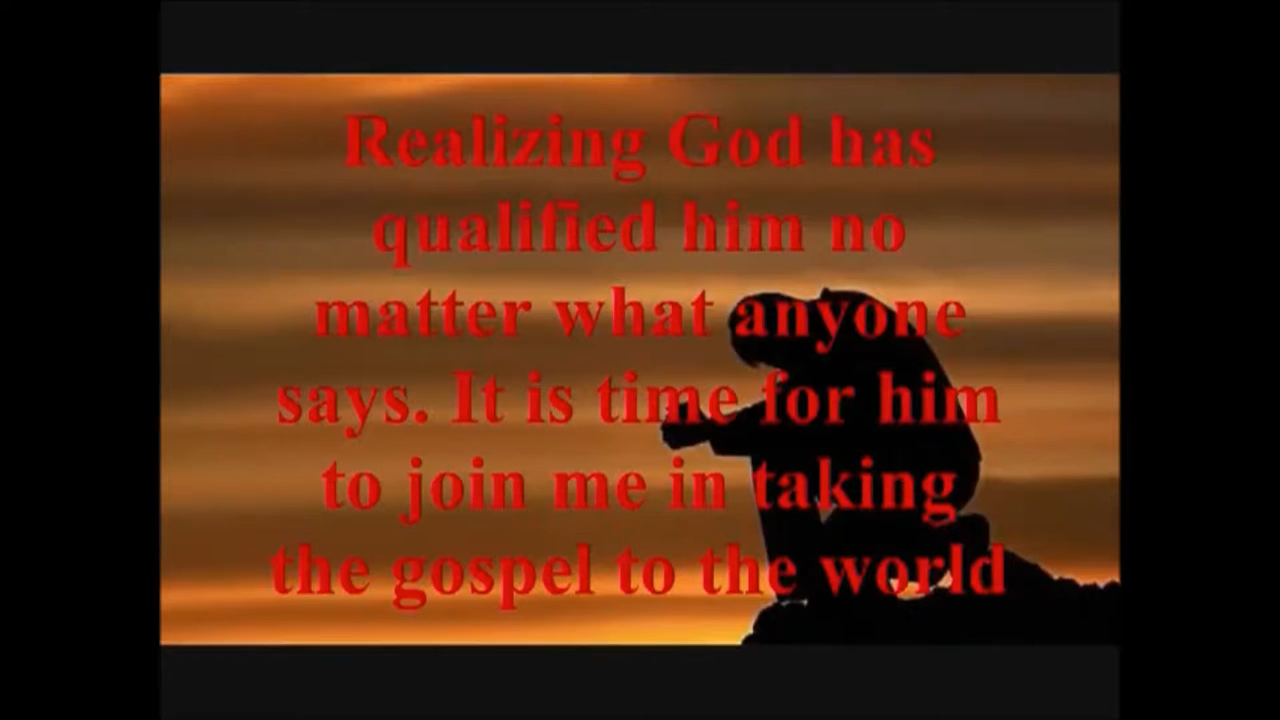 Realizing God has
qualified him no
matter what anyone
says. It is time for him
to join me in taking
the gospel to the world